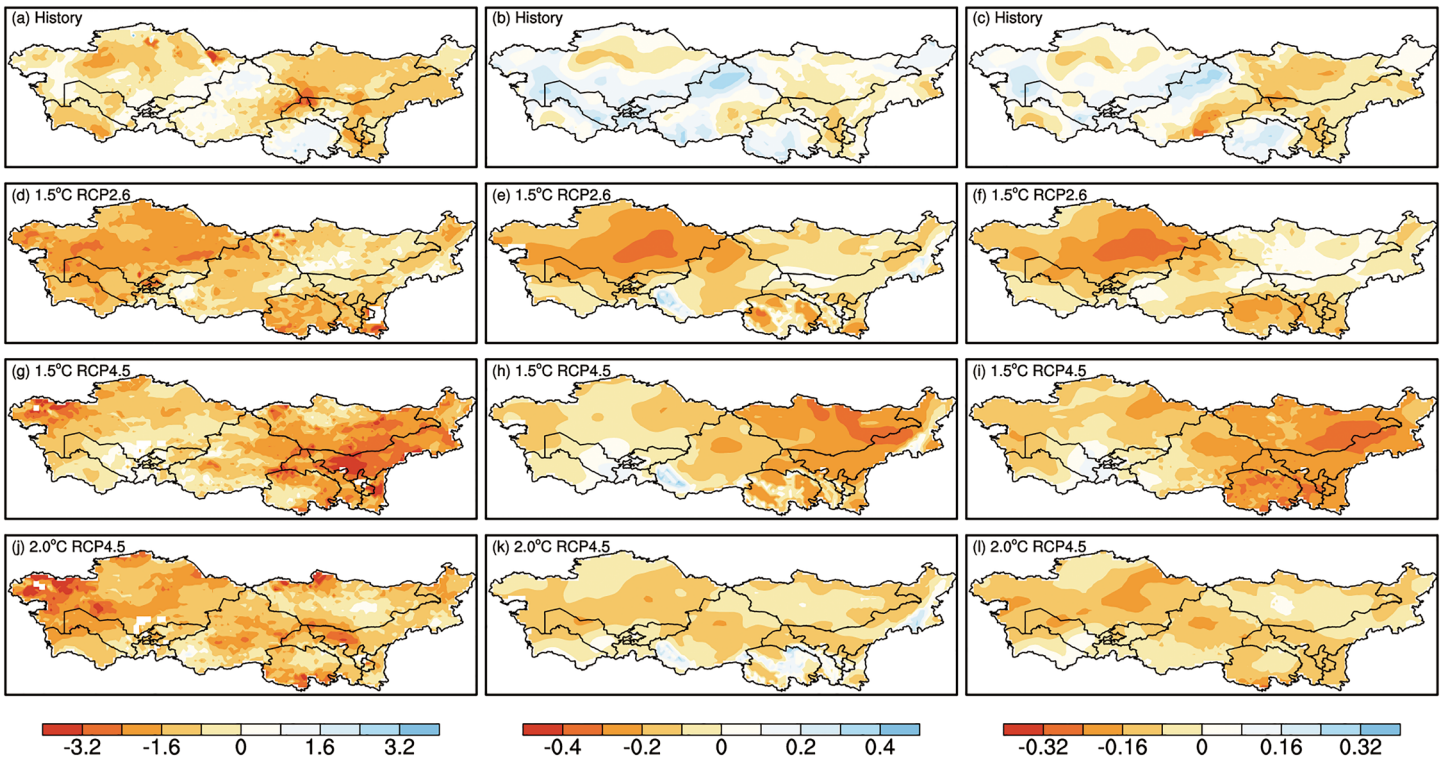 (a) History
(b) History
(c) History
(d) 1.5°C RCP2.6
(e) 1.5°C RCP2.6
(f) 1.5°C RCP2.6
(g) 1.5°C RCP4.5
(h) 1.5°C RCP4.5
(i) 1.5°C RCP4.5
(j) 2.0°C RCP4.5
(k) 2.0°C RCP4.5
(l) 2.0°C RCP4.5
-3.2 -1.6 0 1.6 3.2
-0.4 -0.2 0 0.2 0.4
-0.32 -0.16 0 0.16 0.32